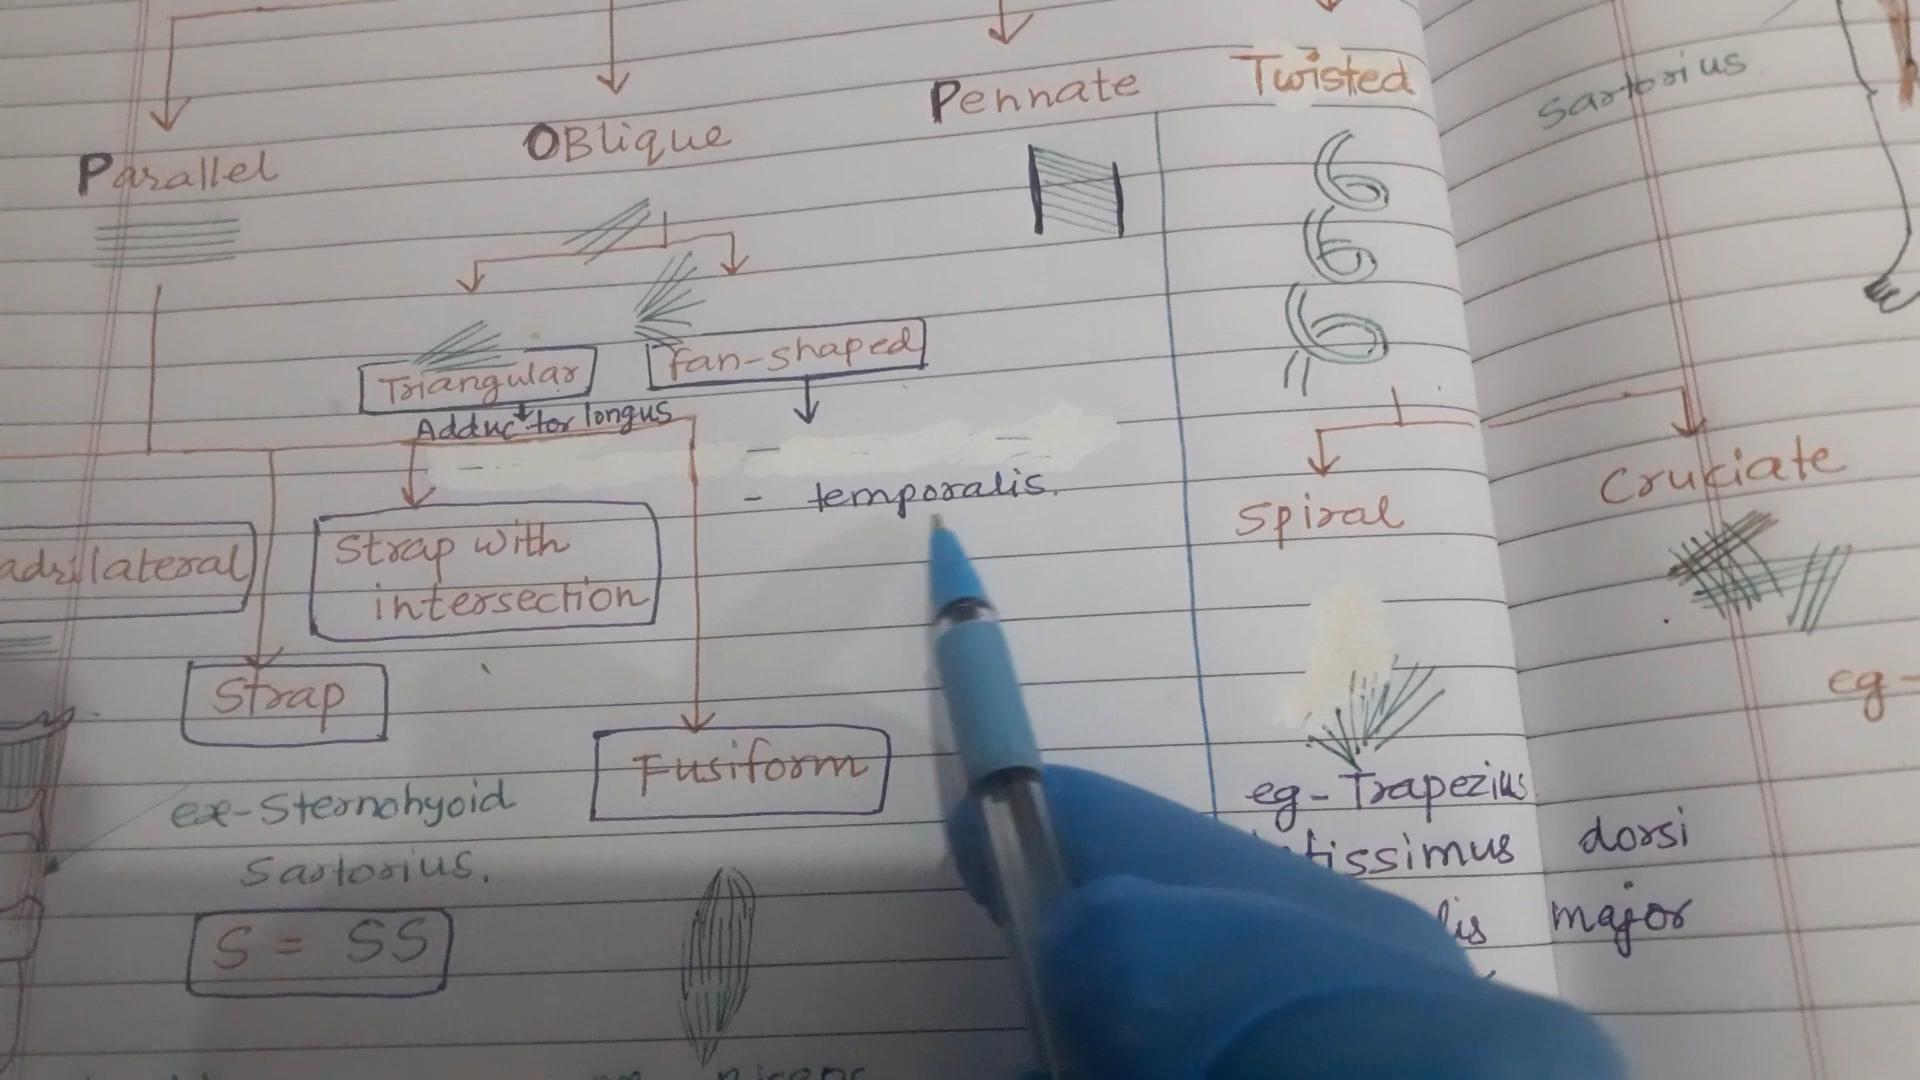 Parallel
OBlique
Pennate
Twisted
Sartorius
Triangular
fan-shaped
Adductor longus
- temporalis.
Spiral
Cruciate
adrilateral
Strap with
intersection
Strap
Fusiform
ex-Sternohyoid
Sartorius.
S = SS
eg-Trapezius
tissimus dorsi
lis major
eg-